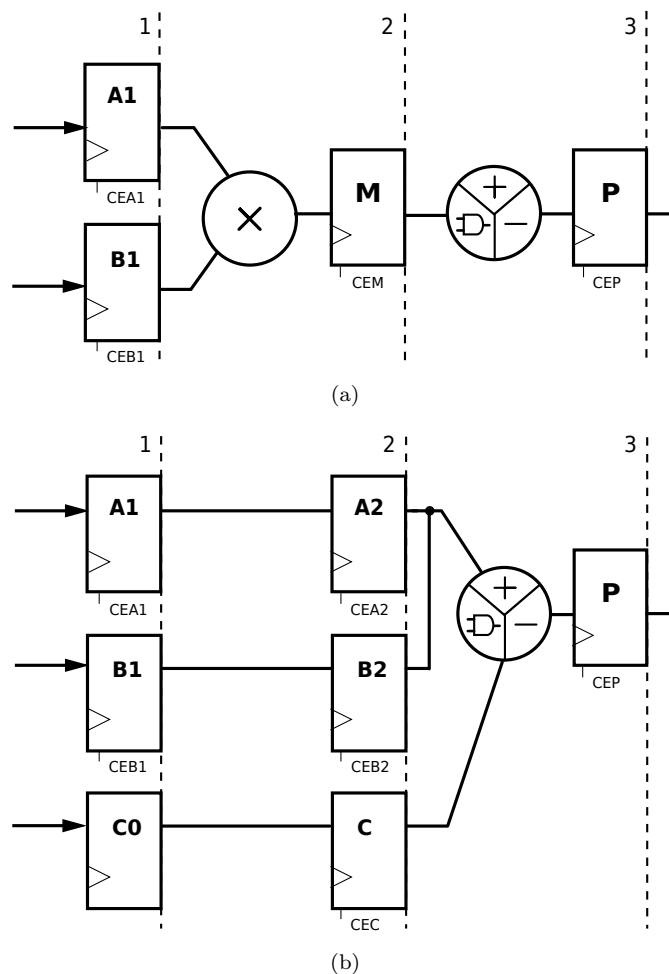 1 2 3
A1
CEA1
M
P
B1
CEM
CEP
CEB1
(a)
1 2 3
A1 A2
P
CEA1 CEA2
B1 B2
CEP
CEB1 CEB2
C0 C
CEC
(b)